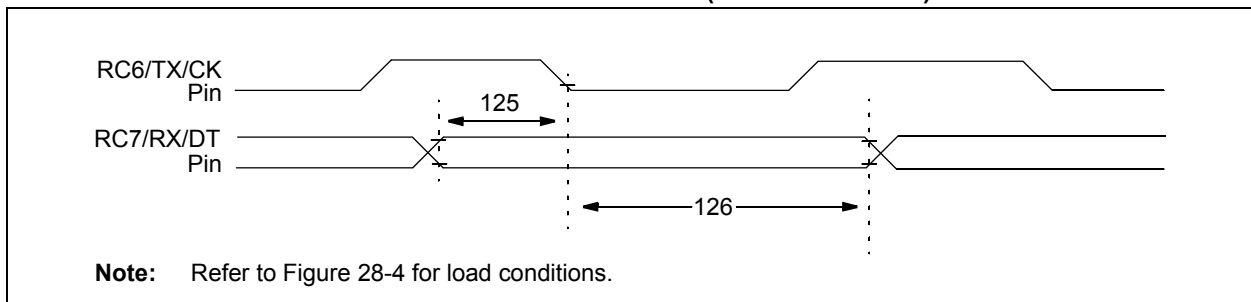 RC6/TX/CK
Pin
125
RC7/RX/DT
Pin
126
Note: Refer to Figure 28-4 for load conditions.